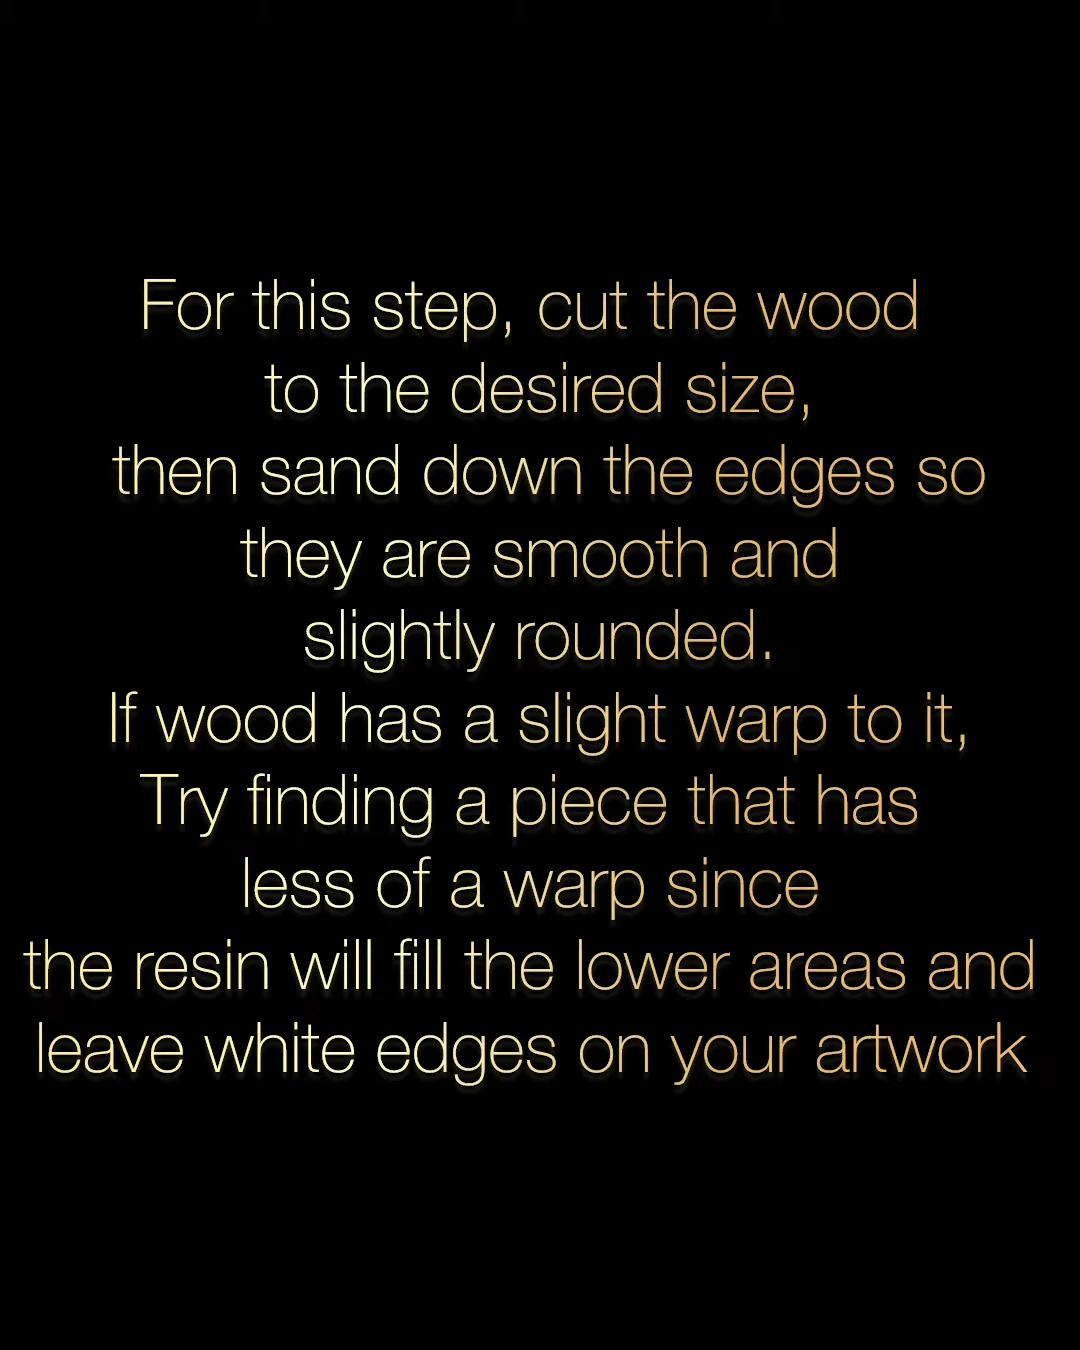 For this step, cut the wood
to the desired size,
then sand down the edges so
they are smooth and
slightly rounded.
If wood has a slight warp to it,
Try finding a piece that has
less of a warp since
the resin will fill the lower areas and
leave white edges on your artwork